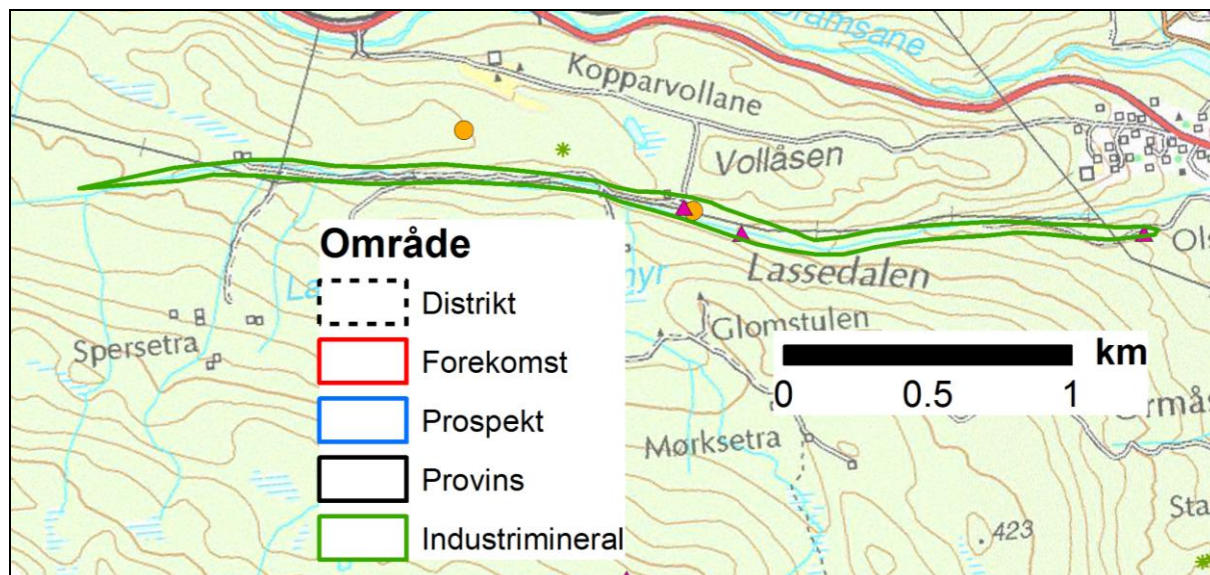 Kopparvollane
Vollåsen
Område
Distrikt
Forekomst
Prospekt
Provins
Industrimineral
Lassedalen
Glomstulen
Spersetra
km
0 0.5 1
Mørksetra
423